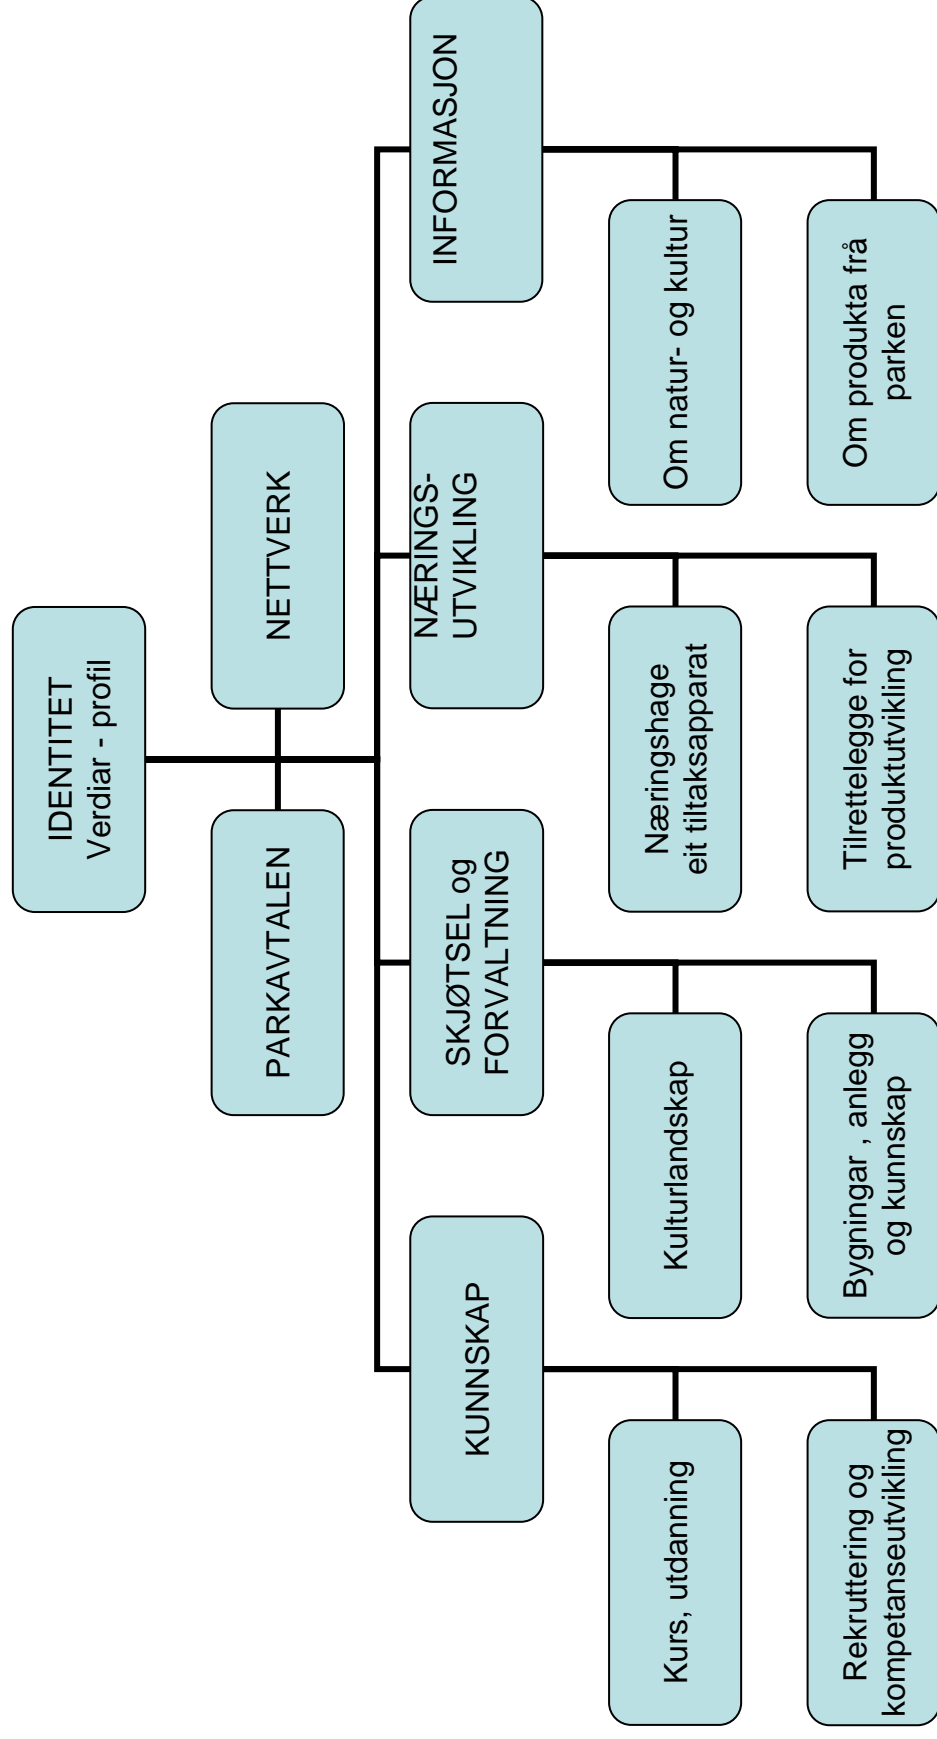 IDENTITET
Verdiar - profil
PARKAVTALEN
NETTVERK
KUNNSKAP
SKJØTSEL og
FORVALTNING
NÆRINGS-
UTVIKLING
INFORMASJON
Kurs, utdanning
Kulturlandskap
Næringshage
eit tiltaksapparat
Om natur- og kultur
Rekruttering og
kompetanseutvikling
Bygningar , anlegg
og kunnskap
Tilrettelegge for
produktutvikling
Om produkta frå
parken